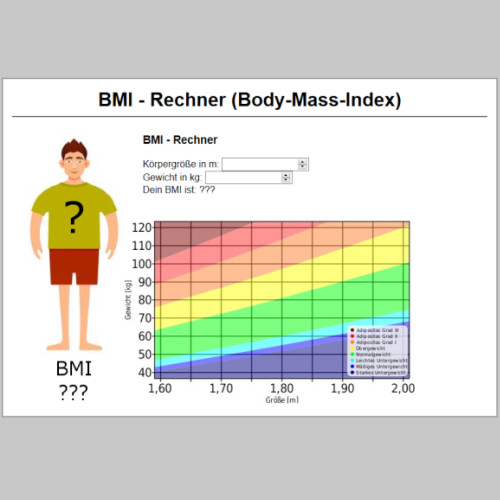 BMI - Rechner (Body-Mass-Index)
BMI - Rechner
Körpergröße in m:
Gewicht in kg:
Dein BMI ist: ???
?
BMI
???
Gewicht [kg]
120
110
100
90
80
70
60
50
40
1,60
1,70
1,80
1,90
2,00
Größe [m]
Adipositas Grad III
Adipositas Grad II
Adipositas Grad I
Übergewicht
Normalgewicht
Leichtes Untergewicht
Mäßiges Untergewicht
Starkes Untergewicht